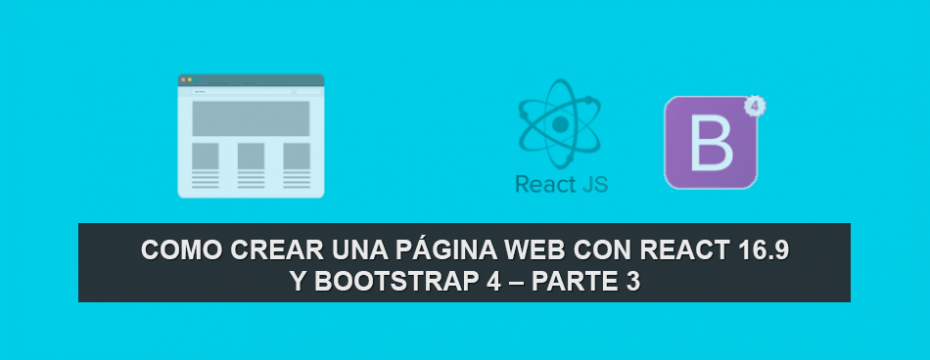 4
B
React JS
COMO CREAR UNA PÁGINA WEB CON REACT 16.9
Y BOOTSTRAP 4 – PARTE 3